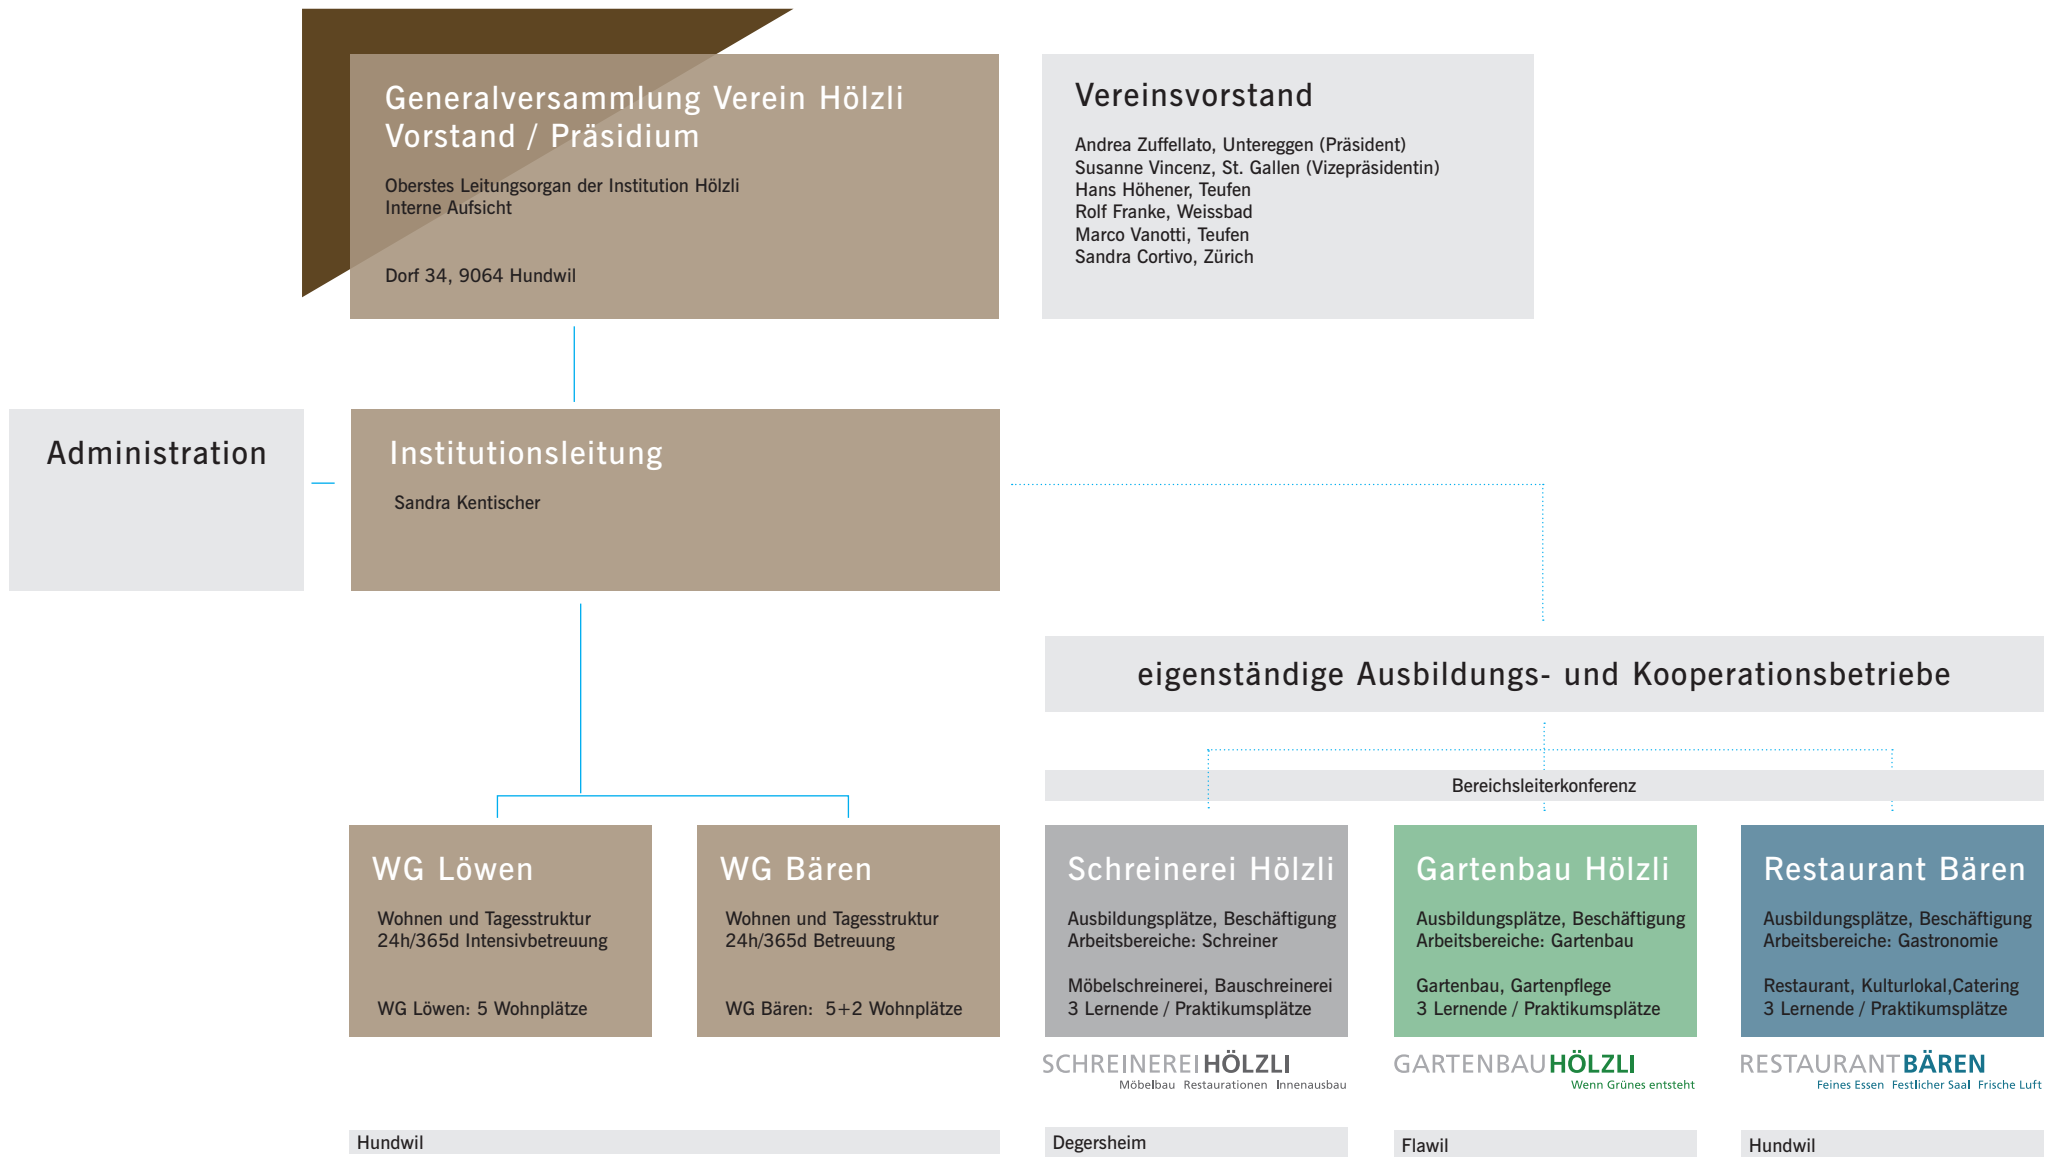 Generalversammlung Verein Hölzli
Vorstand / Präsidium
Oberstes Leitungsorgan der Institution Hölzli
Interne Aufsicht
Dorf 34, 9064 Hundwil
Vereinsvorstand
Andrea Zuffellato, Untereggen (Präsident)
Susanne Vincenz, St. Gallen (Vizepräsidentin)
Hans Höhener, Teufen
Rolf Franke, Weissbad
Marco Vanotti, Teufen
Sandra Cortivo, Zürich
Administration
Institutionsleitung
Sandra Kentischer
eigenständige Ausbildungs- und Kooperationsbetriebe
Bereichsleiterkonferenz
WG Löwen
Wohnen und Tagesstruktur
24h/365d Intensivbetreuung
WG Löwen: 5 Wohnplätze
WG Bären
Wohnen und Tagesstruktur
24h/365d Betreuung
WG Bären: 5+2 Wohnplätze
Schreinerei Hölzli
Ausbildungsplätze, Beschäftigung
Arbeitsbereiche: Schreiner
Möbelschreinerei, Bauschreinerei
3 Lernende / Praktikumsplätze
SCHREINEREIHÖLZLI
Möbelbau Restaurationen Innenausbau
Gartenbau Hölzli
Ausbildungsplätze, Beschäftigung
Arbeitsbereiche: Gartenbau
Gartenbau, Gartenpflege
3 Lernende / Praktikumsplätze
GARTENBAUHÖLZLI
Wenn Grünes entsteht
Restaurant Bären
Ausbildungsplätze, Beschäftigung
Arbeitsbereiche: Gastronomie
Restaurant, Kulturlokal,Catering
3 Lernende / Praktikumsplätze
RESTAURANTBÄREN
Feines Essen Festlicher Saal Frische Luft
Hundwil
Degersheim
Flawil
Hundwil